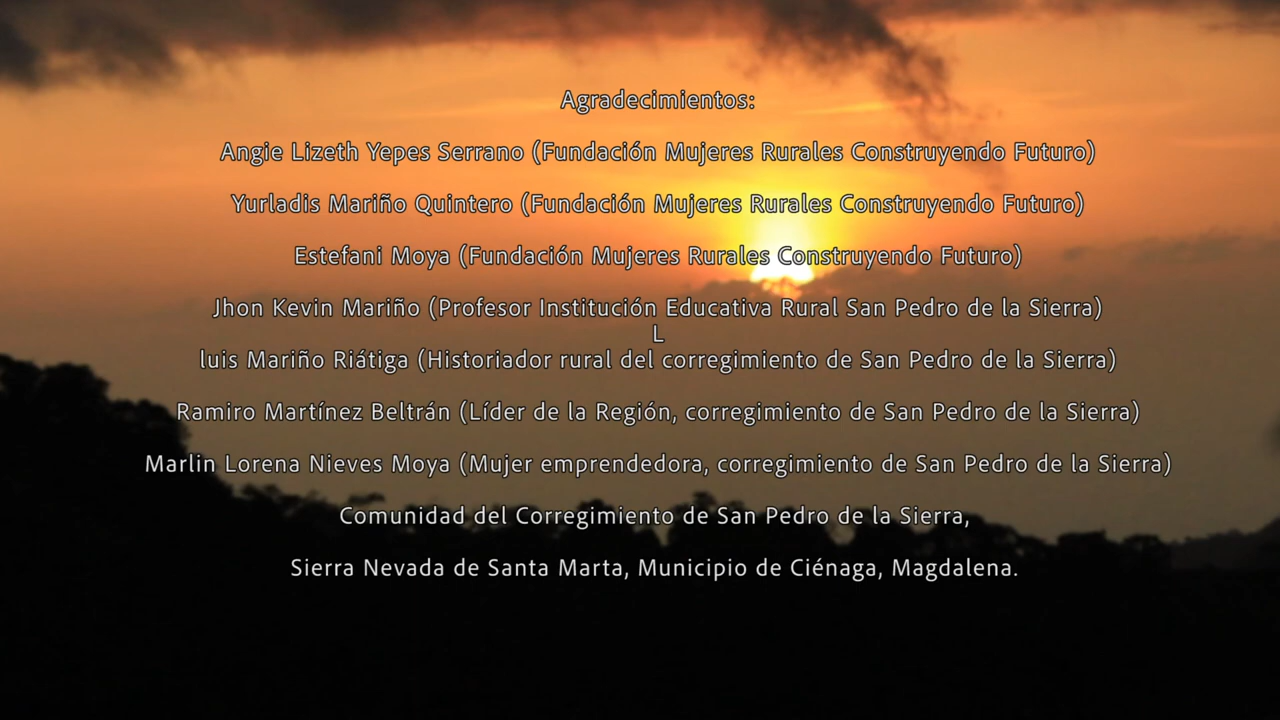 Agradecimientos:
Angie Lizeth Yepes Serrano (Fundación Mujeres Rurales Construyendo Futuro)
Yurladis Mariño Quintero (Fundación Mujeres Rurales Construyendo Futuro)
Estefani Moya (Fundación Mujeres Rurales Construyendo Futuro)
Jhon Kevin Mariño (Profesor Institución Educativa Rural San Pedro de la Sierra)
L
luis Mariño Riátiga (Historiador rural del corregimiento de San Pedro de la Sierra)
Ramiro Martínez Beltrán (Líder de la Región, corregimiento de San Pedro de la Sierra)
Marlin Lorena Nieves Moya (Mujer emprendedora, corregimiento de San Pedro de la Sierra)
Comunidad del Corregimiento de San Pedro de la Sierra,
Sierra Nevada de Santa Marta, Municipio de Ciénaga, Magdalena.